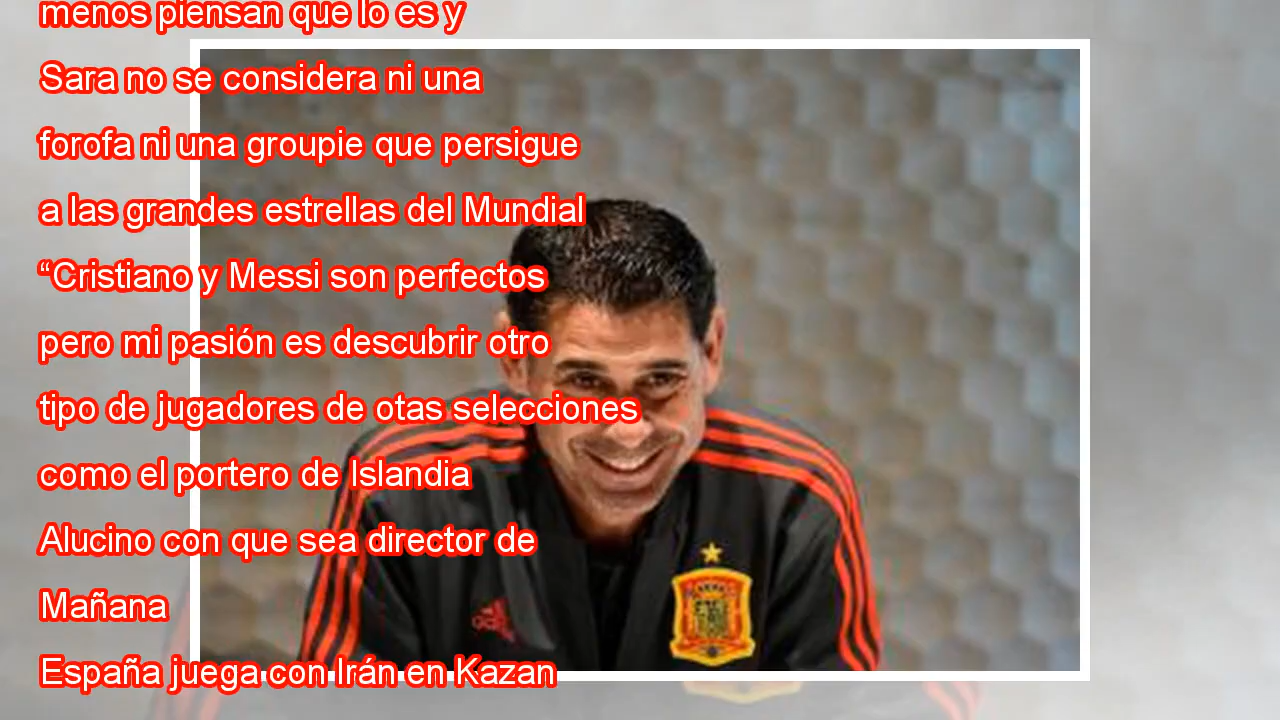 menos piensan que lo es y
Sara no se considera ni una
forofa ni una groupie que persigue
a las grandes estrellas del Mundial
“Cristiano y Messi son perfectos
pero mi pasión es descubrir otro
tipo de jugadores de otas selecciones
como el portero de Islandia
Alucino con que sea director de
Mañana
España juega con Irán en Kazan
adidas